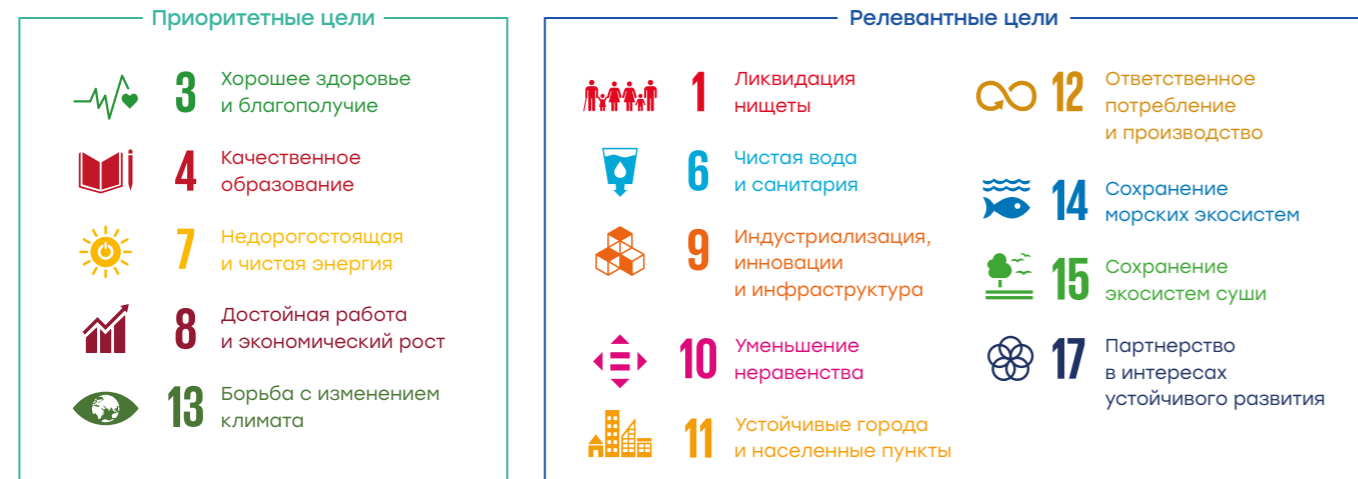 Приоритетные цели
3
Хорошее здоровье
и благополучие
4
Качественное
образование
7
Недорогостоящая
и чистая энергия
8
Достойная работа
и экономический рост
13
Борьба с изменением
климата
Релевантные цели
1
Ликвидация
нищеты
6
Чистая вода
и санитария
9
Индустриализация,
инновации
и инфраструктура
10
Уменьшение
неравенства
11
Устойчивые города
и населенные пункты
12
Ответственное
потребление
и производство
14
Сохранение
морских экосистем
15
Сохранение
экосистем суши
17
Партнерство
в интересах
устойчивого развития